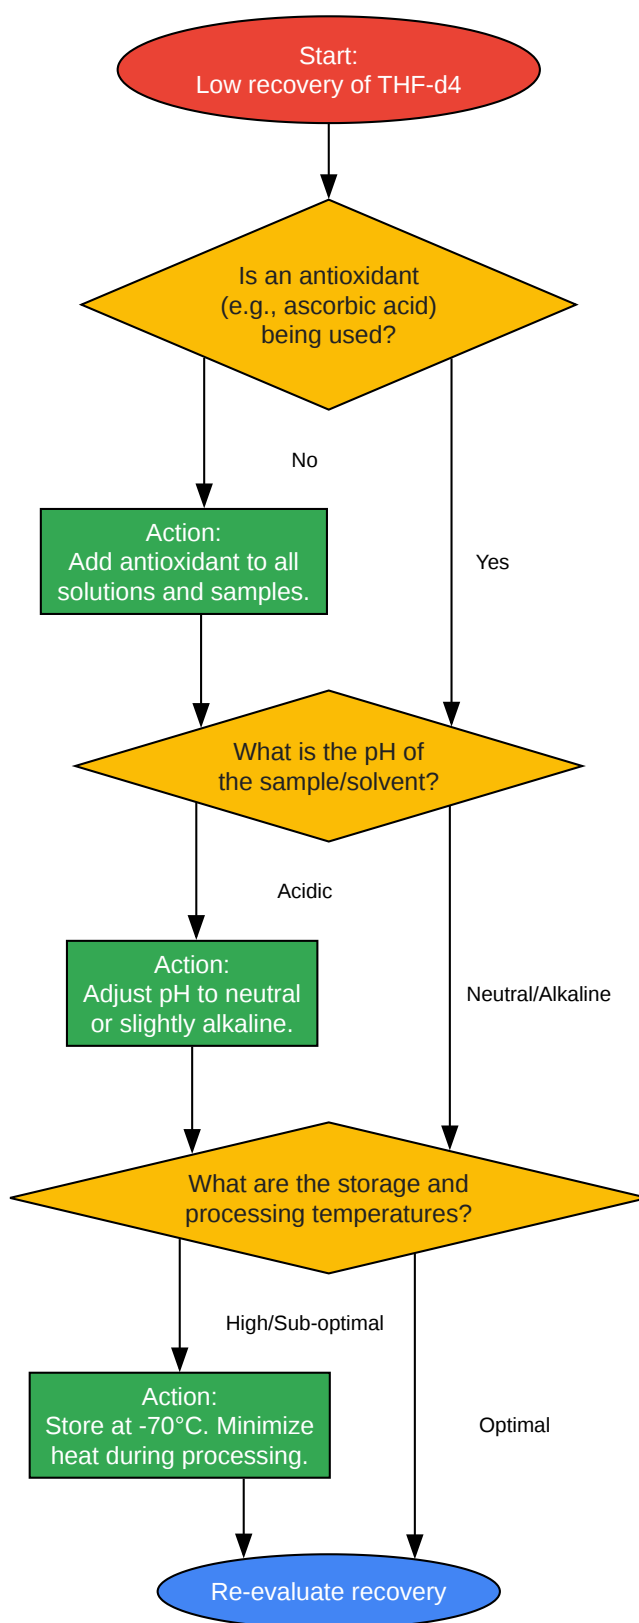 Start:
Low recovery of THF-d4
Is an antioxidant
(e.g., ascorbic acid)
being used?
No
Action:
Add antioxidant to all
solutions and samples.
Yes
What is the pH of
the sample/solvent?
Acidic
Action:
Adjust pH to neutral
or slightly alkaline.
Neutral/Alkaline
What are the storage and
processing temperatures?
High/Sub-optimal
Action:
Store at -70°C. Minimize
heat during processing.
Optimal
Re-evaluate recovery